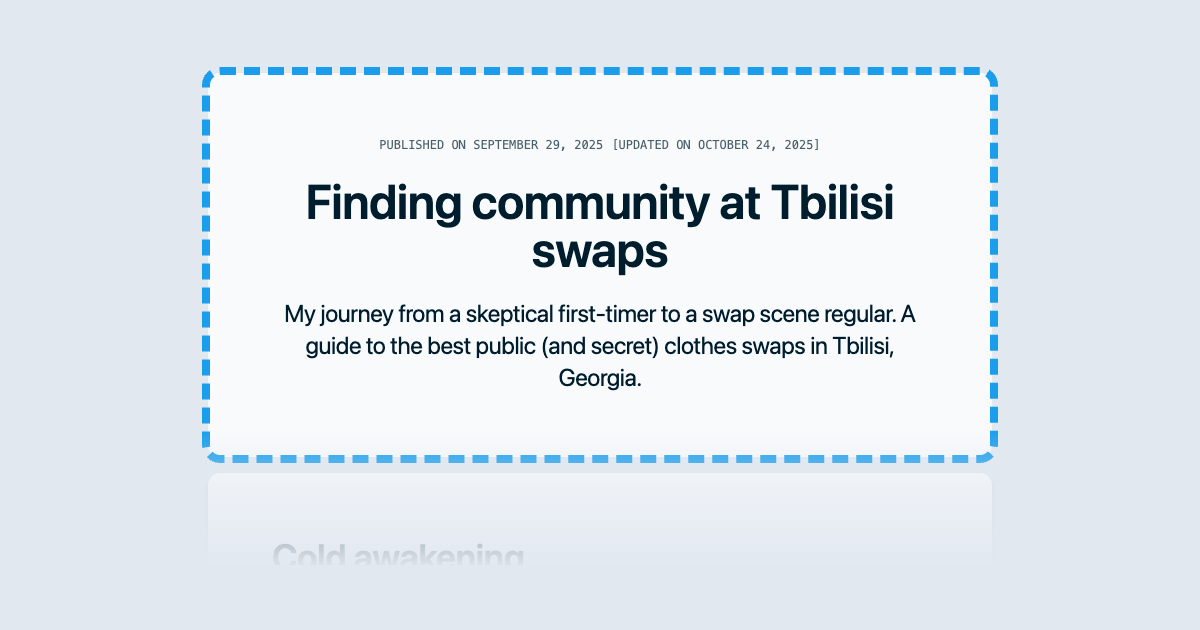 PUBLISHED ON SEPTEMBER 29, 2025 [UPDATED ON OCTOBER 24, 2025]
Finding community at Tbilisi
swaps
My journey from a skeptical first-timer to a swap scene regular. A
guide to the best public (and secret) clothes swaps in Tbilisi,
Georgia.
Cold awakening